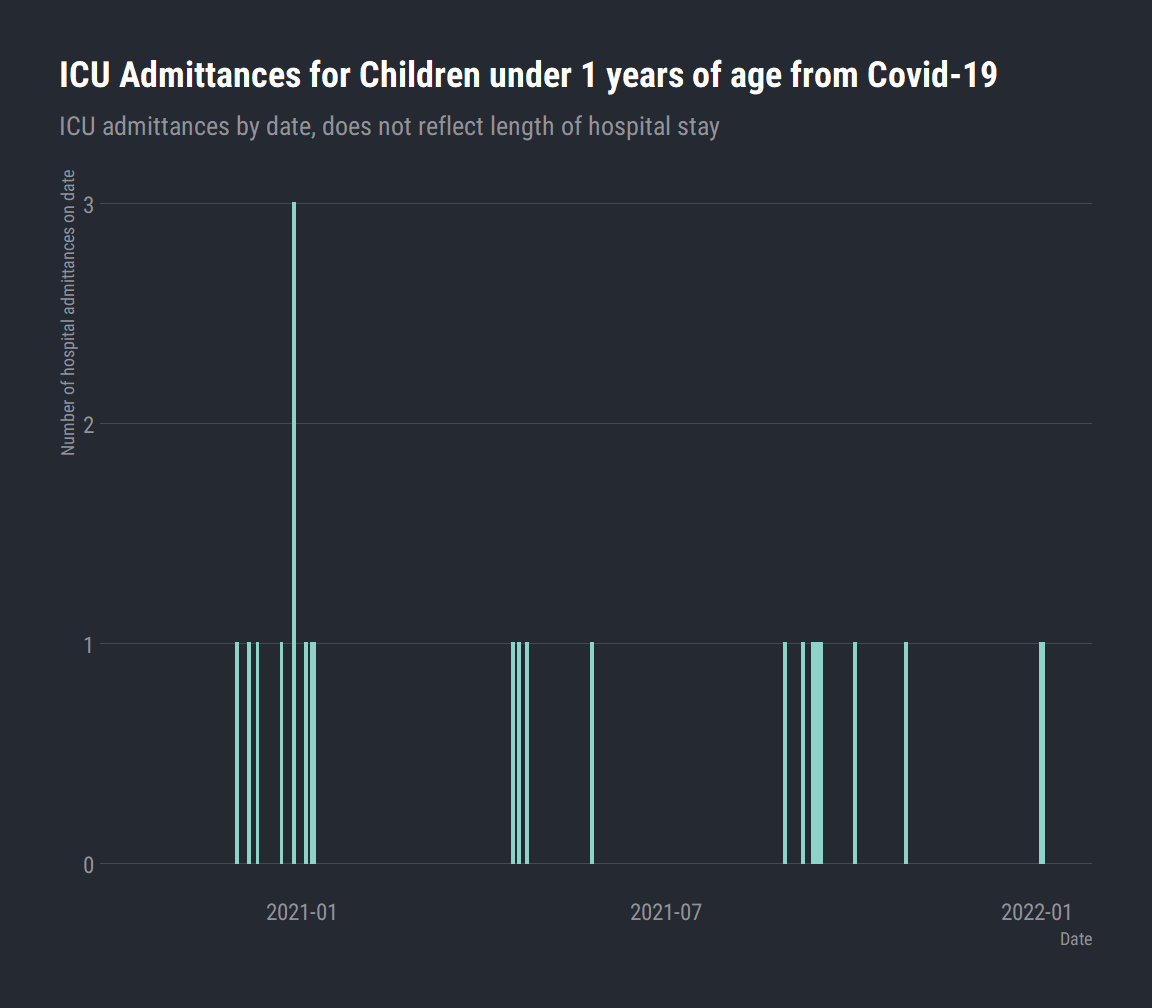 ICU Admittances for Children under 1 years of age from Covid-19
ICU admittances by date, does not reflect length of hospital stay
Number of hospital admittances on date
3
2
1
0
2021-01
2021-07
2022-01
Date